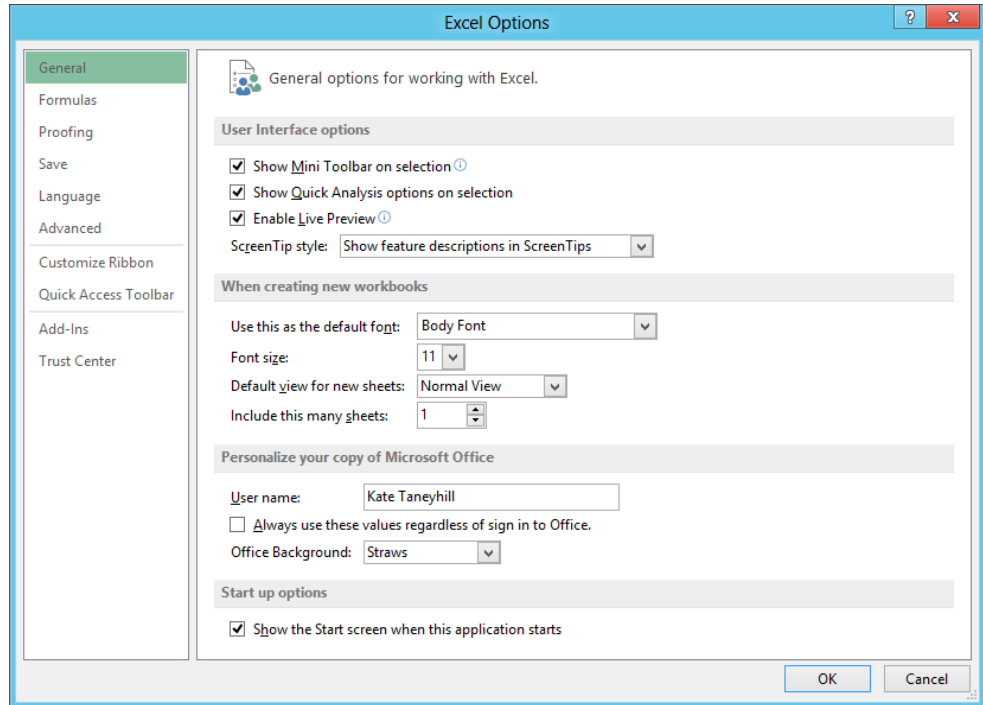 Excel Options
?
x
General
Formulas
Proofing
Save
Language
Advanced
Customize Ribbon
Quick Access Toolbar
Add-Ins
Trust Center
General options for working with Excel.
User Interface options
Show Mini Toolbar on selection
Show Quick Analysis options on selection
Enable Live Preview
ScreenTip style: Show feature descriptions in ScreenTips
When creating new workbooks
Use this as the default font: Body Font
Font size: 11
Default view for new sheets: Normal View
Include this many sheets: 1
Personalize your copy of Microsoft Office
User name: Kate Taneyhill
Always use these values regardless of sign in to Office.
Office Background: Straws
Start up options
Show the Start screen when this application starts
OK Cancel